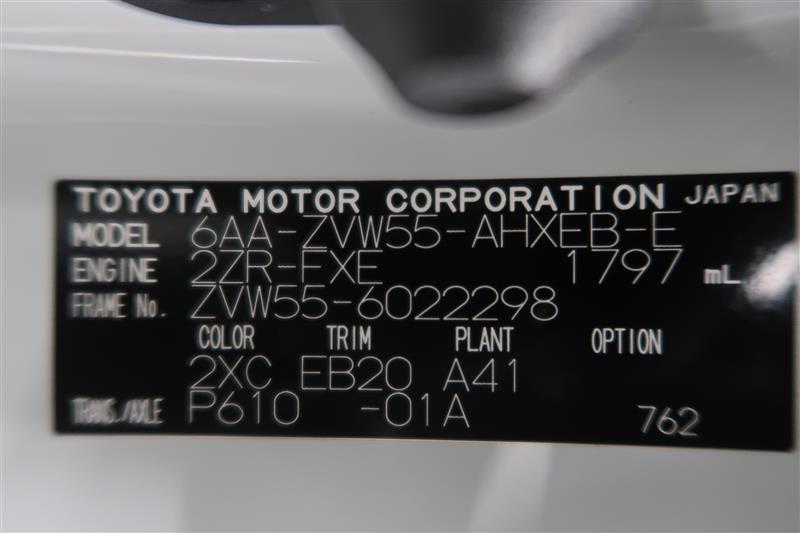 TOYOTA MOTOR CORPORATION JAPAN
MODEL 6AA-ZVW55-AHXEB-E
ENGINE 2ZR-FXE 1797 mL
FRAME No. ZVW55-6022298
COLOR TRIM PLANT OPTION
2XC EB20 A41
TRANS./AXLE P610 -01A 762